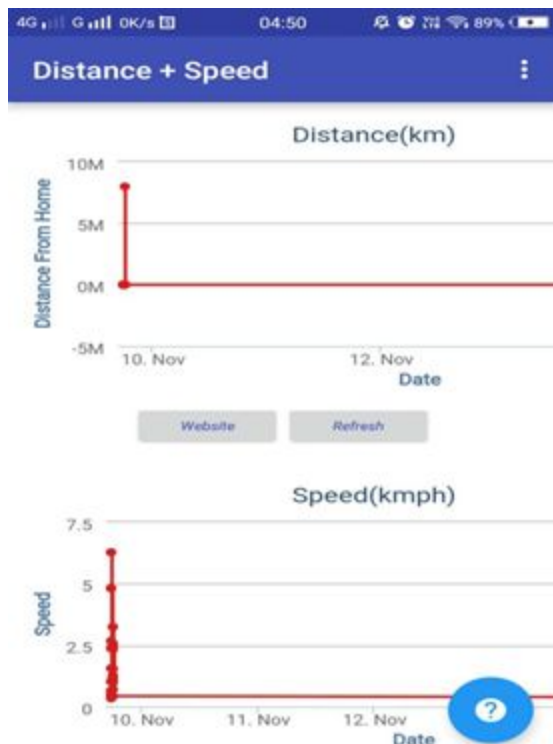 4G G 0K/s 04:50 89%
Distance + Speed
Distance(km)
Distance From Home
10M
5M
0M
-5M
10. Nov 12. Nov
Date
Website Refresh
Speed(kmph)
Speed
7.5
5
2.5
0
10. Nov 11. Nov 12. Nov
Date
?